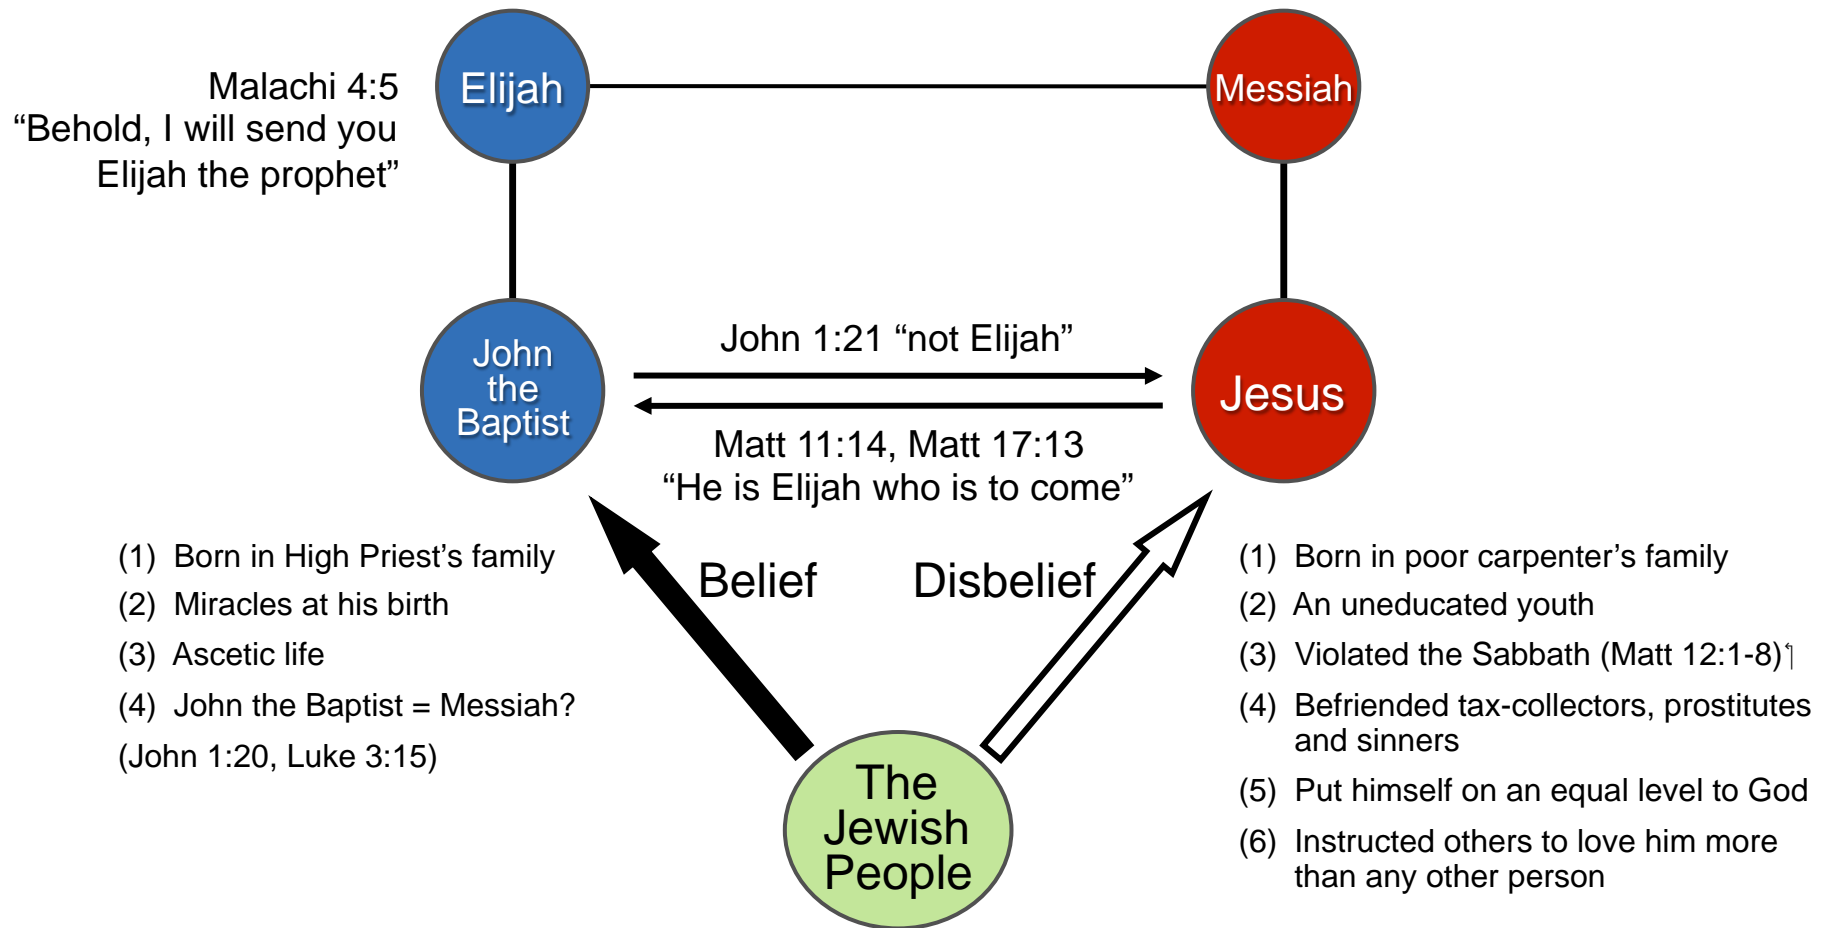 Elijah
Messiah
Malachi 4:5
“Behold, I will send you
Elijah the prophet”
John
the
Baptist
John 1:21 “not Elijah”
Jesus
Matt 11:14, Matt 17:13
“He is Elijah who is to come”
Belief
Disbelief
(1) Born in High Priest’s family
(2) Miracles at his birth
(3) Ascetic life
(4) John the Baptist = Messiah?
(John 1:20, Luke 3:15)
(1) Born in poor carpenter’s family
(2) An uneducated youth
(3) Violated the Sabbath (Matt 12:1-8)
(4) Befriended tax-collectors, prostitutes
and sinners
(5) Put himself on an equal level to God
(6) Instructed others to love him more
than any other person
The
Jewish
People